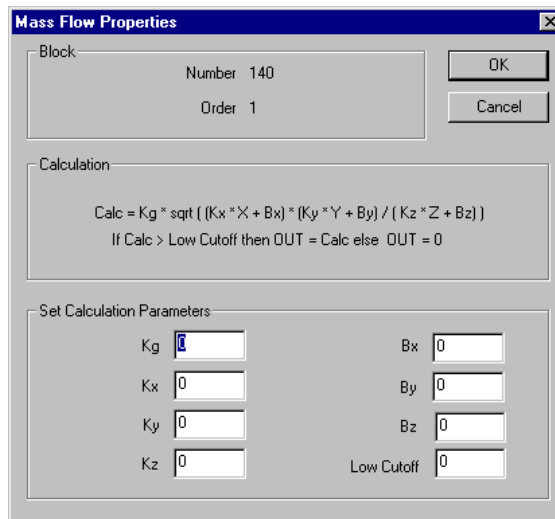 Mass Flow Properties
Block
Number 140
Order 1
OK
Cancel
Calculation
Calc = Kg * sqrt ( (Kx * X + Bx) * (Ky * Y + By) / ( Kz * Z + Bz) )
If Calc > Low Cutoff then OUT = Calc else OUT = 0
Set Calculation Parameters
Kg 0 Bx 0
Kx 0 By 0
Ky 0 Bz 0
Kz 0 Low Cutoff 0